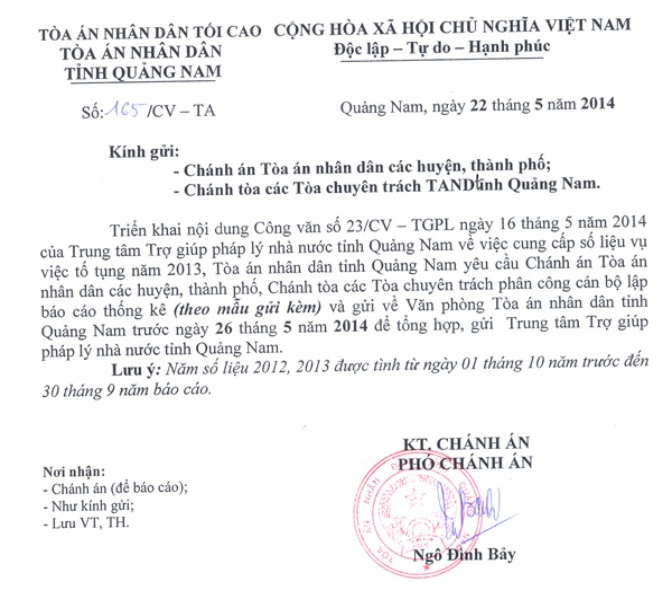 TÒA ÁN NHÂN DÂN TỐI CAO CỘNG HÒA XÃ HỘI CHỦ NGHĨA VIỆT NAM
TÒA ÁN NHÂN DÂN Độc lập – Tự do – Hạnh phúc
TỈNH QUẢNG NAM
Số: 165 /CV – TA Quảng Nam, ngày 22 tháng 5 năm 2014
Kính gửi:
- Chánh án Tòa án nhân dân các huyện, thành phố;
- Chánh tòa các Tòa chuyên trách TAND tỉnh Quảng Nam.
Triển khai nội dung Công văn số 23/CV – TGPL ngày 16 tháng 5 năm 2014
của Trung tâm Trợ giúp pháp lý nhà nước tỉnh Quảng Nam về việc cung cấp số liệu vụ
việc tố tụng năm 2013, Tòa án nhân dân tỉnh Quảng Nam yêu cầu Chánh án Tòa án
nhân dân các huyện, thành phố, Chánh tòa các Tòa chuyên trách phân công cán bộ lập
báo cáo thống kê (theo mẫu gửi kèm) và gửi về Văn phòng Tòa án nhân dân tỉnh
Quảng Nam trước ngày 26 tháng 5 năm 2014 để tổng hợp, gửi Trung tâm Trợ giúp
pháp lý nhà nước tỉnh Quảng Nam.
Lưu ý: Năm số liệu 2012, 2013 được tình từ ngày 01 tháng 10 năm trước đến
30 tháng 9 năm báo cáo.
KT. CHÁNH ÁN
PHÓ CHÁNH ÁN
Nơi nhận:
- Chánh án (để báo cáo);
- Như kính gửi;
- Lưu VT, TH.
TOA ÁN NHÂN
Ngô Đình Bảy